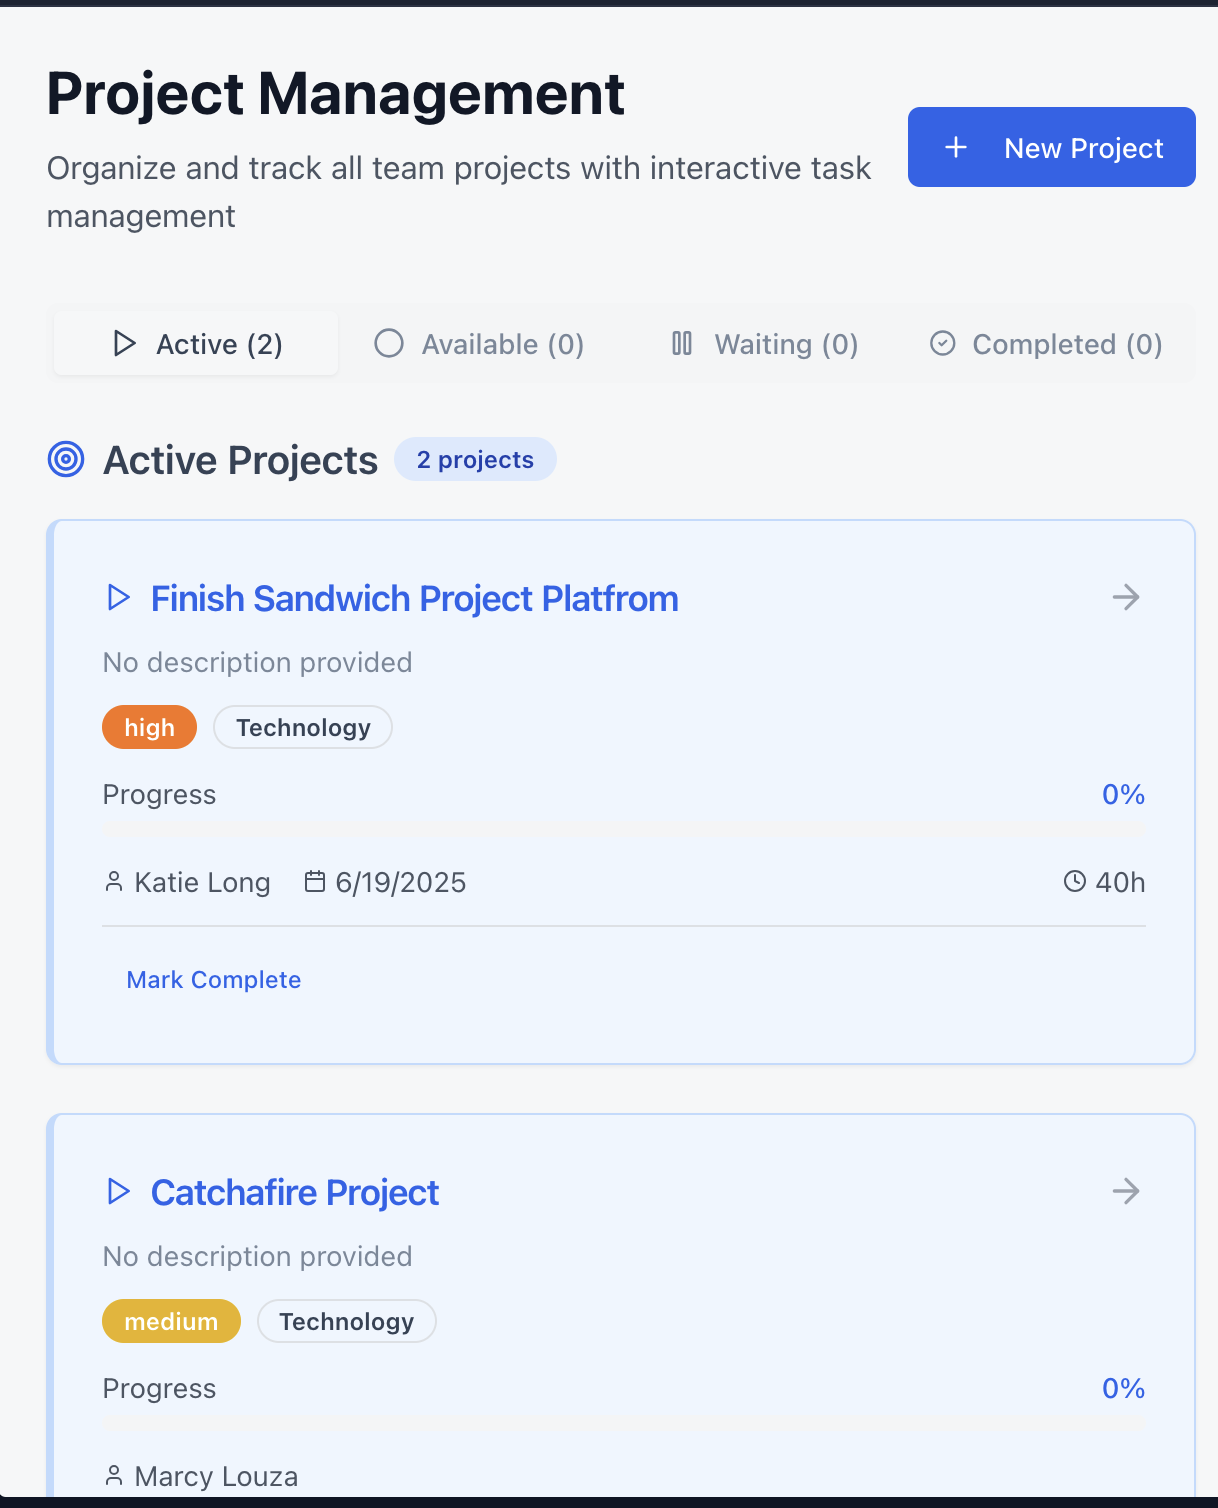 Project Management
Organize and track all team projects with interactive task
management
New Project
Active (2)
Available (0)
Waiting (0)
Completed (0)
Active Projects
2 projects
Finish Sandwich Project Platfrom
No description provided
high
Technology
Progress
0%
Katie Long
6/19/2025
40h
Mark Complete
Catchafire Project
No description provided
medium
Technology
Progress
0%
Marcy Louza